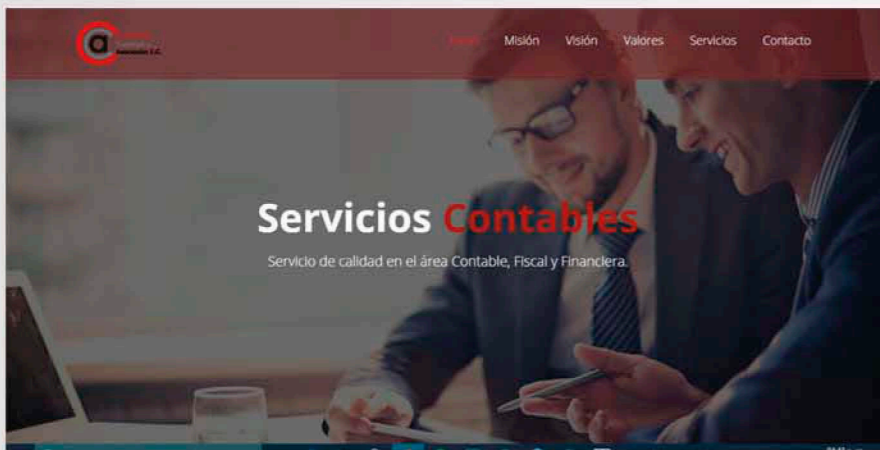 a
Misión Visión Valores Servicios Contacto
Servicios Contables
Servicio de calidad en el área Contable, Fiscal y Financiera.